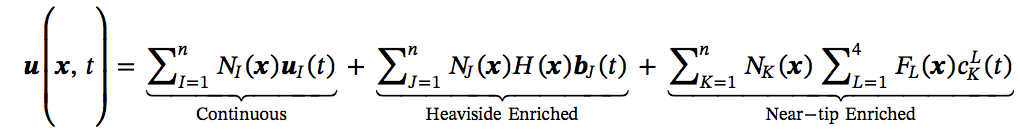 u(x, t) = ∑_{I=1}^{n} N_I(x)u_I(t) + ∑_{J=1}^{n} N_J(x)H(x)b_J(t) + ∑_{K=1}^{n} N_K(x) ∑_{L=1}^{4} F_L(x)c_K^L(t)
Continuous Heaviside Enriched Near−tip Enriched